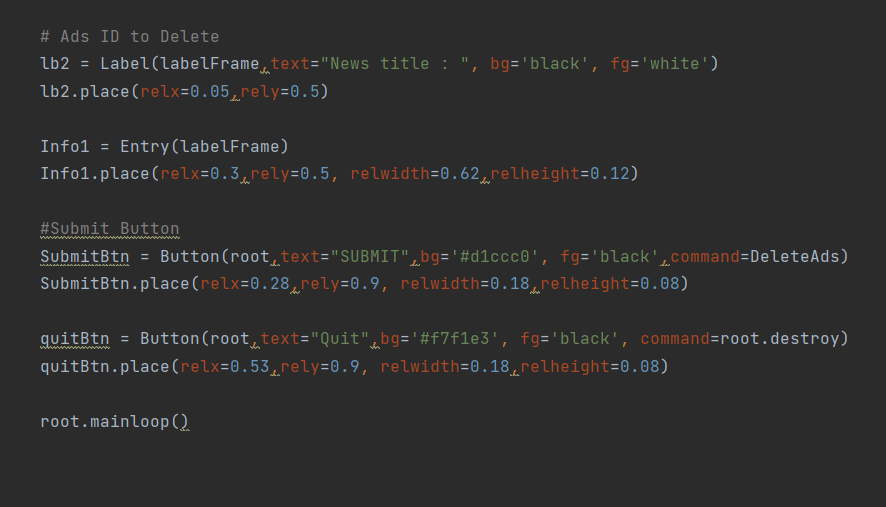 # Ads ID to Delete
lb2 = Label(labelFrame,text="News title : ", bg='black', fg='white')
lb2.place(relx=0.05,rely=0.5)
Info1 = Entry(labelFrame)
Info1.place(relx=0.3,rely=0.5, relwidth=0.62,relheight=0.12)
#Submit Button
SubmitBtn = Button(root,text="SUBMIT",bg='#d1ccc0', fg='black',command=DeleteAds)
SubmitBtn.place(relx=0.28,rely=0.9, relwidth=0.18,relheight=0.08)
quitBtn = Button(root,text="Quit",bg='#f7f1e3', fg='black', command=root.destroy)
quitBtn.place(relx=0.53,rely=0.9, relwidth=0.18,relheight=0.08)
root.mainloop()